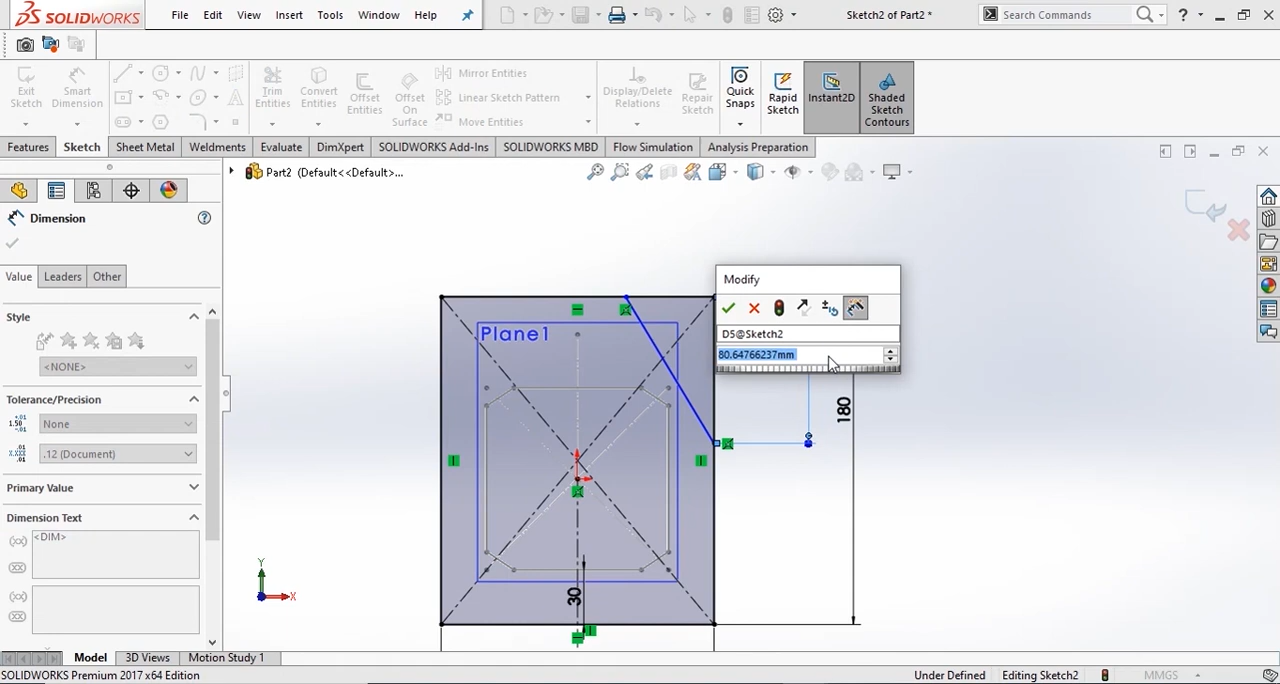 SOLIDWORKS
File Edit View Insert Tools Window Help
Sketch2 of Part2 *
Search Commands
?
Exit Sketch
Smart Dimension
Trim Entities
Convert Entities
Offset Entities
Offset On Surface
Mirror Entities
Linear Sketch Pattern
Move Entities
Display/Delete Relations
Repair Sketch
Quick Snaps
Rapid Sketch
Instant2D
Shaded Sketch Contours
Features Sketch Sheet Metal Weldments Evaluate DimXpert SOLIDWORKS Add-Ins SOLIDWORKS MBD Flow Simulation Analysis Preparation
Part2 (Default<<Default>...
Dimension
Value Leaders Other
Style
<NONE>
Tolerance/Precision
None
.12 (Document)
Primary Value
Dimension Text
<DIM>
Modify
D5@Sketch2
80.64766237mm
Plane1
180
30
Y
X
Model 3D Views Motion Study 1
SOLIDWORKS Premium 2017 x64 Edition
Under Defined Editing Sketch2 MMGS